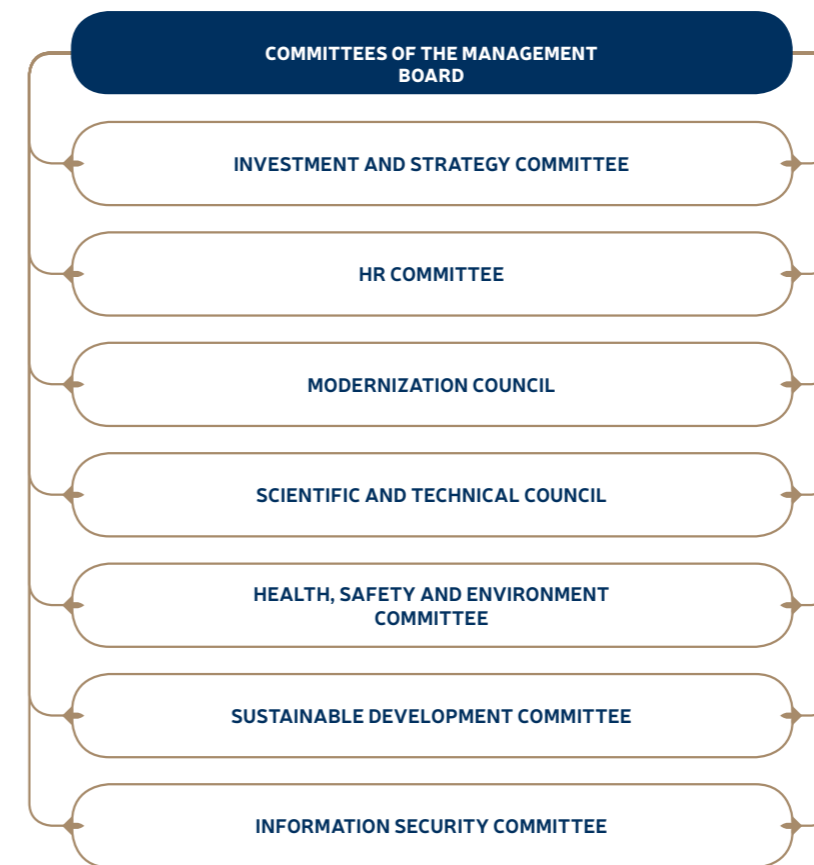 COMMITTEES OF THE MANAGEMENT
BOARD
INVESTMENT AND STRATEGY COMMITTEE
HR COMMITTEE
MODERNIZATION COUNCIL
SCIENTIFIC AND TECHNICAL COUNCIL
HEALTH, SAFETY AND ENVIRONMENT
COMMITTEE
SUSTAINABLE DEVELOPMENT COMMITTEE
INFORMATION SECURITY COMMITTEE